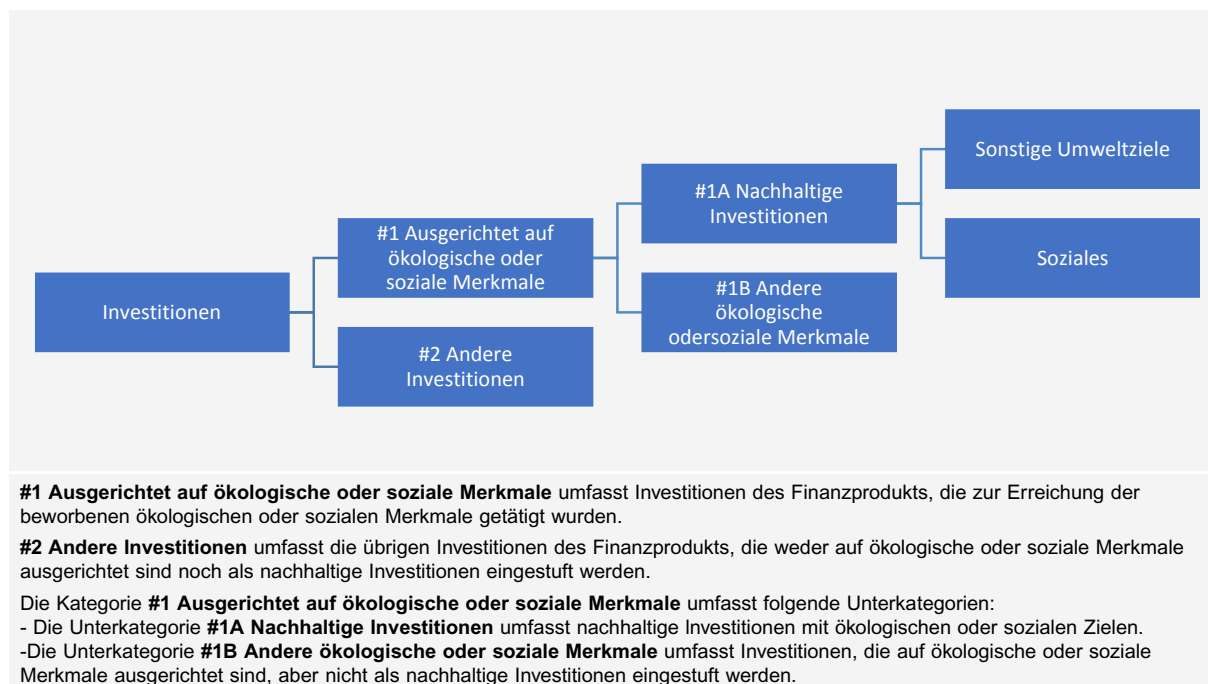 Investitionen
#1 Ausgerichtet auf
ökologische oder
soziale Merkmale
#2 Andere
Investitionen
#1A Nachhaltige
Investitionen
#1B Andere
ökologische
odersoziale Merkmale
Sonstige Umweltziele
Soziales
#1 Ausgerichtet auf ökologische oder soziale Merkmale umfasst Investitionen des Finanzprodukts, die zur Erreichung der
beworbenen ökologischen oder sozialen Merkmale getätigt wurden.
#2 Andere Investitionen umfasst die übrigen Investitionen des Finanzprodukts, die weder auf ökologische oder soziale Merkmale
ausgerichtet sind noch als nachhaltige Investitionen eingestuft werden.
Die Kategorie #1 Ausgerichtet auf ökologische oder soziale Merkmale umfasst folgende Unterkategorien:
- Die Unterkategorie #1A Nachhaltige Investitionen umfasst nachhaltige Investitionen mit ökologischen oder sozialen Zielen.
-Die Unterkategorie #1B Andere ökologische oder soziale Merkmale umfasst Investitionen, die auf ökologische oder soziale
Merkmale ausgerichtet sind, aber nicht als nachhaltige Investitionen eingestuft werden.